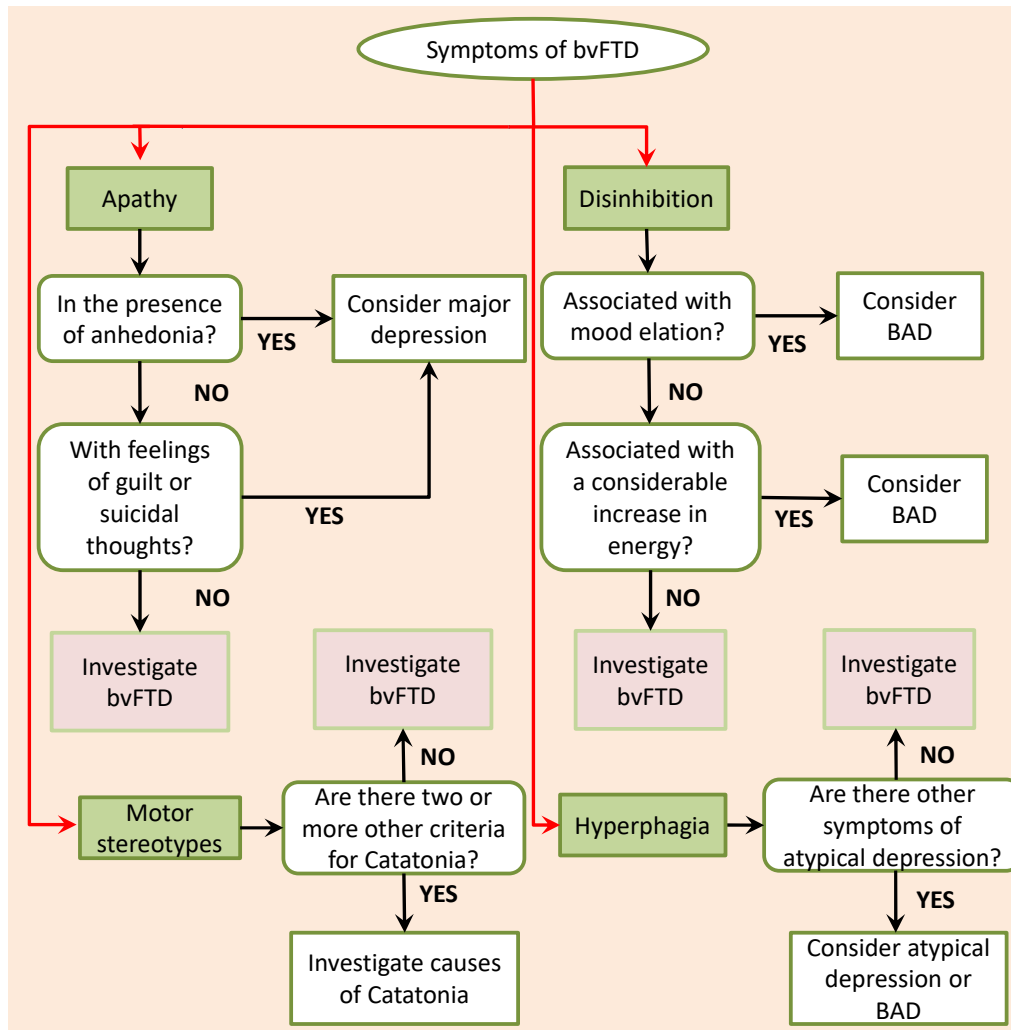 Symptoms of bvFTD
Apathy
In the presence
of anhedonia?
YES
Consider major
depression
NO
With feelings
of guilt or
suicidal
thoughts?
YES
NO
Investigate
bvFTD
Disinhibition
Associated with
mood elation?
YES
Consider
BAD
NO
Associated with
a considerable
increase in
energy?
YES
Consider
BAD
NO
Investigate
bvFTD
Motor
stereotypes
Are there two or
more other criteria
for Catatonia?
NO
Investigate
bvFTD
YES
Investigate causes
of Catatonia
Hyperphagia
Are there other
symptoms of
atypical depression?
NO
Investigate
bvFTD
YES
Consider atypical
depression or
BAD